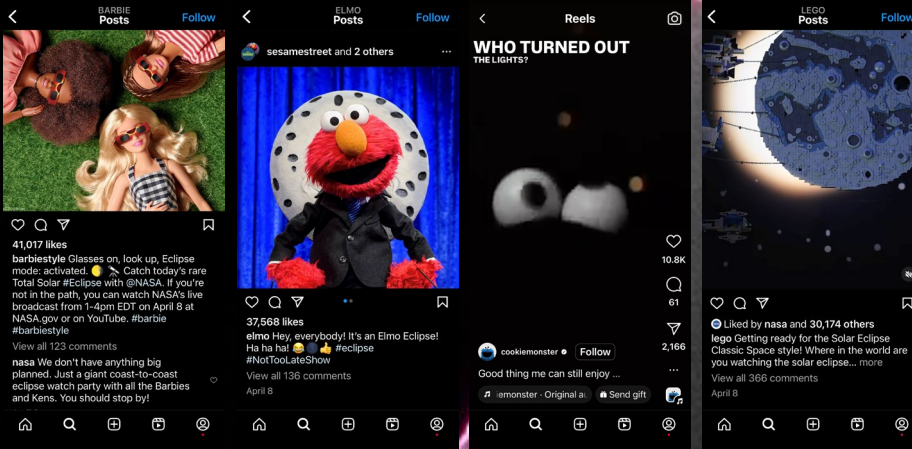 BARBIE
Posts
Follow
41,017 likes
barbiestyle Glasses on, look up, Eclipse
mode: activated. 🌖 🔭 Catch today's rare
Total Solar #Eclipse with @NASA. If you're
not in the path, you can watch NASA's live
broadcast from 1-4pm EDT on April 8 at
NASA.gov or on YouTube. #barbie
#barbiestyle
View all 123 comments
nasa We don't have anything big
planned. Just a giant coast-to-coast
eclipse watch party with all the Barbies
and Kens. You should stop by!
ELMO
Posts
Follow
sesamestreet and 2 others
37,568 likes
elmo Hey, everybody! It's an Elmo Eclipse!
Ha ha ha! 😂🌑👍 #eclipse
#NotTooLateShow
View all 136 comments
April 8
Reels
WHO TURNED OUT
THE LIGHTS?
10.8K
61
2,166
cookiemonster
Follow
Good thing me can still enjoy ...
iemonster · Original au
Send gift
LEGO
Posts
Follow
Liked by nasa and 30,174 others
lego Getting ready for the Solar Eclipse
Classic Space style! Where in the world are
you watching the solar eclipse... more
View all 366 comments
April 8